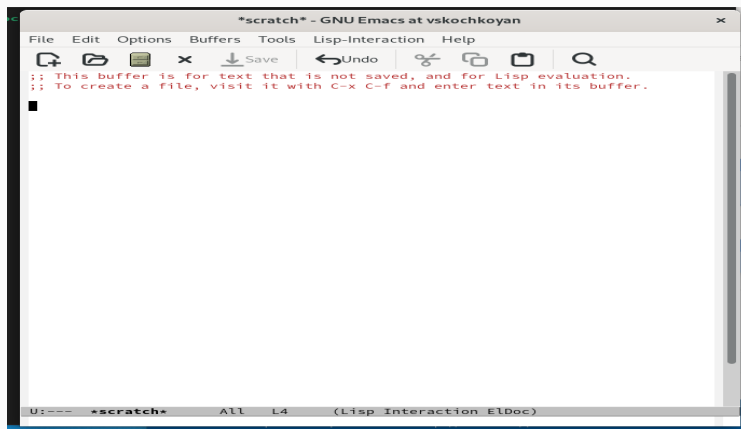 *scratch* - GNU Emacs at vskochkoyan
File Edit Options Buffers Tools Lisp-Interaction Help
Save Undo
;; This buffer is for text that is not saved, and for Lisp evaluation.
;; To create a file, visit it with C-x C-f and enter text in its buffer.
U:--- *scratch* All L4 (Lisp Interaction ElDoc)